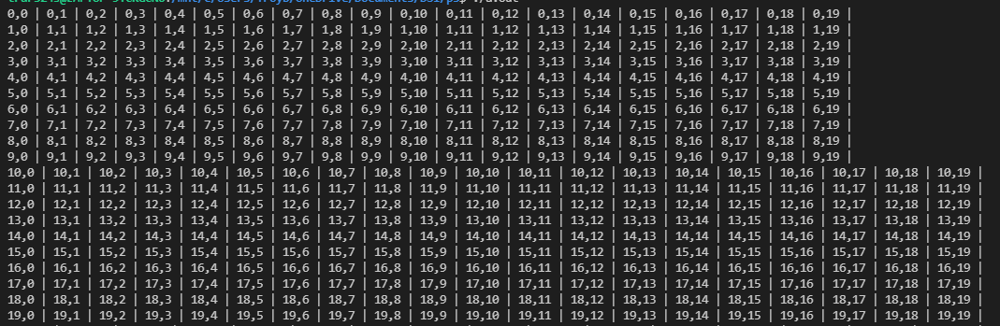 0,0 | 0,1 | 0,2 | 0,3 | 0,4 | 0,5 | 0,6 | 0,7 | 0,8 | 0,9 | 0,10 | 0,11 | 0,12 | 0,13 | 0,14 | 0,15 | 0,16 | 0,17 | 0,18 | 0,19 |
1,0 | 1,1 | 1,2 | 1,3 | 1,4 | 1,5 | 1,6 | 1,7 | 1,8 | 1,9 | 1,10 | 1,11 | 1,12 | 1,13 | 1,14 | 1,15 | 1,16 | 1,17 | 1,18 | 1,19 |
2,0 | 2,1 | 2,2 | 2,3 | 2,4 | 2,5 | 2,6 | 2,7 | 2,8 | 2,9 | 2,10 | 2,11 | 2,12 | 2,13 | 2,14 | 2,15 | 2,16 | 2,17 | 2,18 | 2,19 |
3,0 | 3,1 | 3,2 | 3,3 | 3,4 | 3,5 | 3,6 | 3,7 | 3,8 | 3,9 | 3,10 | 3,11 | 3,12 | 3,13 | 3,14 | 3,15 | 3,16 | 3,17 | 3,18 | 3,19 |
4,0 | 4,1 | 4,2 | 4,3 | 4,4 | 4,5 | 4,6 | 4,7 | 4,8 | 4,9 | 4,10 | 4,11 | 4,12 | 4,13 | 4,14 | 4,15 | 4,16 | 4,17 | 4,18 | 4,19 |
5,0 | 5,1 | 5,2 | 5,3 | 5,4 | 5,5 | 5,6 | 5,7 | 5,8 | 5,9 | 5,10 | 5,11 | 5,12 | 5,13 | 5,14 | 5,15 | 5,16 | 5,17 | 5,18 | 5,19 |
6,0 | 6,1 | 6,2 | 6,3 | 6,4 | 6,5 | 6,6 | 6,7 | 6,8 | 6,9 | 6,10 | 6,11 | 6,12 | 6,13 | 6,14 | 6,15 | 6,16 | 6,17 | 6,18 | 6,19 |
7,0 | 7,1 | 7,2 | 7,3 | 7,4 | 7,5 | 7,6 | 7,7 | 7,8 | 7,9 | 7,10 | 7,11 | 7,12 | 7,13 | 7,14 | 7,15 | 7,16 | 7,17 | 7,18 | 7,19 |
8,0 | 8,1 | 8,2 | 8,3 | 8,4 | 8,5 | 8,6 | 8,7 | 8,8 | 8,9 | 8,10 | 8,11 | 8,12 | 8,13 | 8,14 | 8,15 | 8,16 | 8,17 | 8,18 | 8,19 |
9,0 | 9,1 | 9,2 | 9,3 | 9,4 | 9,5 | 9,6 | 9,7 | 9,8 | 9,9 | 9,10 | 9,11 | 9,12 | 9,13 | 9,14 | 9,15 | 9,16 | 9,17 | 9,18 | 9,19 |
10,0 | 10,1 | 10,2 | 10,3 | 10,4 | 10,5 | 10,6 | 10,7 | 10,8 | 10,9 | 10,10 | 10,11 | 10,12 | 10,13 | 10,14 | 10,15 | 10,16 | 10,17 | 10,18 | 10,19 |
11,0 | 11,1 | 11,2 | 11,3 | 11,4 | 11,5 | 11,6 | 11,7 | 11,8 | 11,9 | 11,10 | 11,11 | 11,12 | 11,13 | 11,14 | 11,15 | 11,16 | 11,17 | 11,18 | 11,19 |
12,0 | 12,1 | 12,2 | 12,3 | 12,4 | 12,5 | 12,6 | 12,7 | 12,8 | 12,9 | 12,10 | 12,11 | 12,12 | 12,13 | 12,14 | 12,15 | 12,16 | 12,17 | 12,18 | 12,19 |
13,0 | 13,1 | 13,2 | 13,3 | 13,4 | 13,5 | 13,6 | 13,7 | 13,8 | 13,9 | 13,10 | 13,11 | 13,12 | 13,13 | 13,14 | 13,15 | 13,16 | 13,17 | 13,18 | 13,19 |
14,0 | 14,1 | 14,2 | 14,3 | 14,4 | 14,5 | 14,6 | 14,7 | 14,8 | 14,9 | 14,10 | 14,11 | 14,12 | 14,13 | 14,14 | 14,15 | 14,16 | 14,17 | 14,18 | 14,19 |
15,0 | 15,1 | 15,2 | 15,3 | 15,4 | 15,5 | 15,6 | 15,7 | 15,8 | 15,9 | 15,10 | 15,11 | 15,12 | 15,13 | 15,14 | 15,15 | 15,16 | 15,17 | 15,18 | 15,19 |
16,0 | 16,1 | 16,2 | 16,3 | 16,4 | 16,5 | 16,6 | 16,7 | 16,8 | 16,9 | 16,10 | 16,11 | 16,12 | 16,13 | 16,14 | 16,15 | 16,16 | 16,17 | 16,18 | 16,19 |
17,0 | 17,1 | 17,2 | 17,3 | 17,4 | 17,5 | 17,6 | 17,7 | 17,8 | 17,9 | 17,10 | 17,11 | 17,12 | 17,13 | 17,14 | 17,15 | 17,16 | 17,17 | 17,18 | 17,19 |
18,0 | 18,1 | 18,2 | 18,3 | 18,4 | 18,5 | 18,6 | 18,7 | 18,8 | 18,9 | 18,10 | 18,11 | 18,12 | 18,13 | 18,14 | 18,15 | 18,16 | 18,17 | 18,18 | 18,19 |
19,0 | 19,1 | 19,2 | 19,3 | 19,4 | 19,5 | 19,6 | 19,7 | 19,8 | 19,9 | 19,10 | 19,11 | 19,12 | 19,13 | 19,14 | 19,15 | 19,16 | 19,17 | 19,18 | 19,19 |